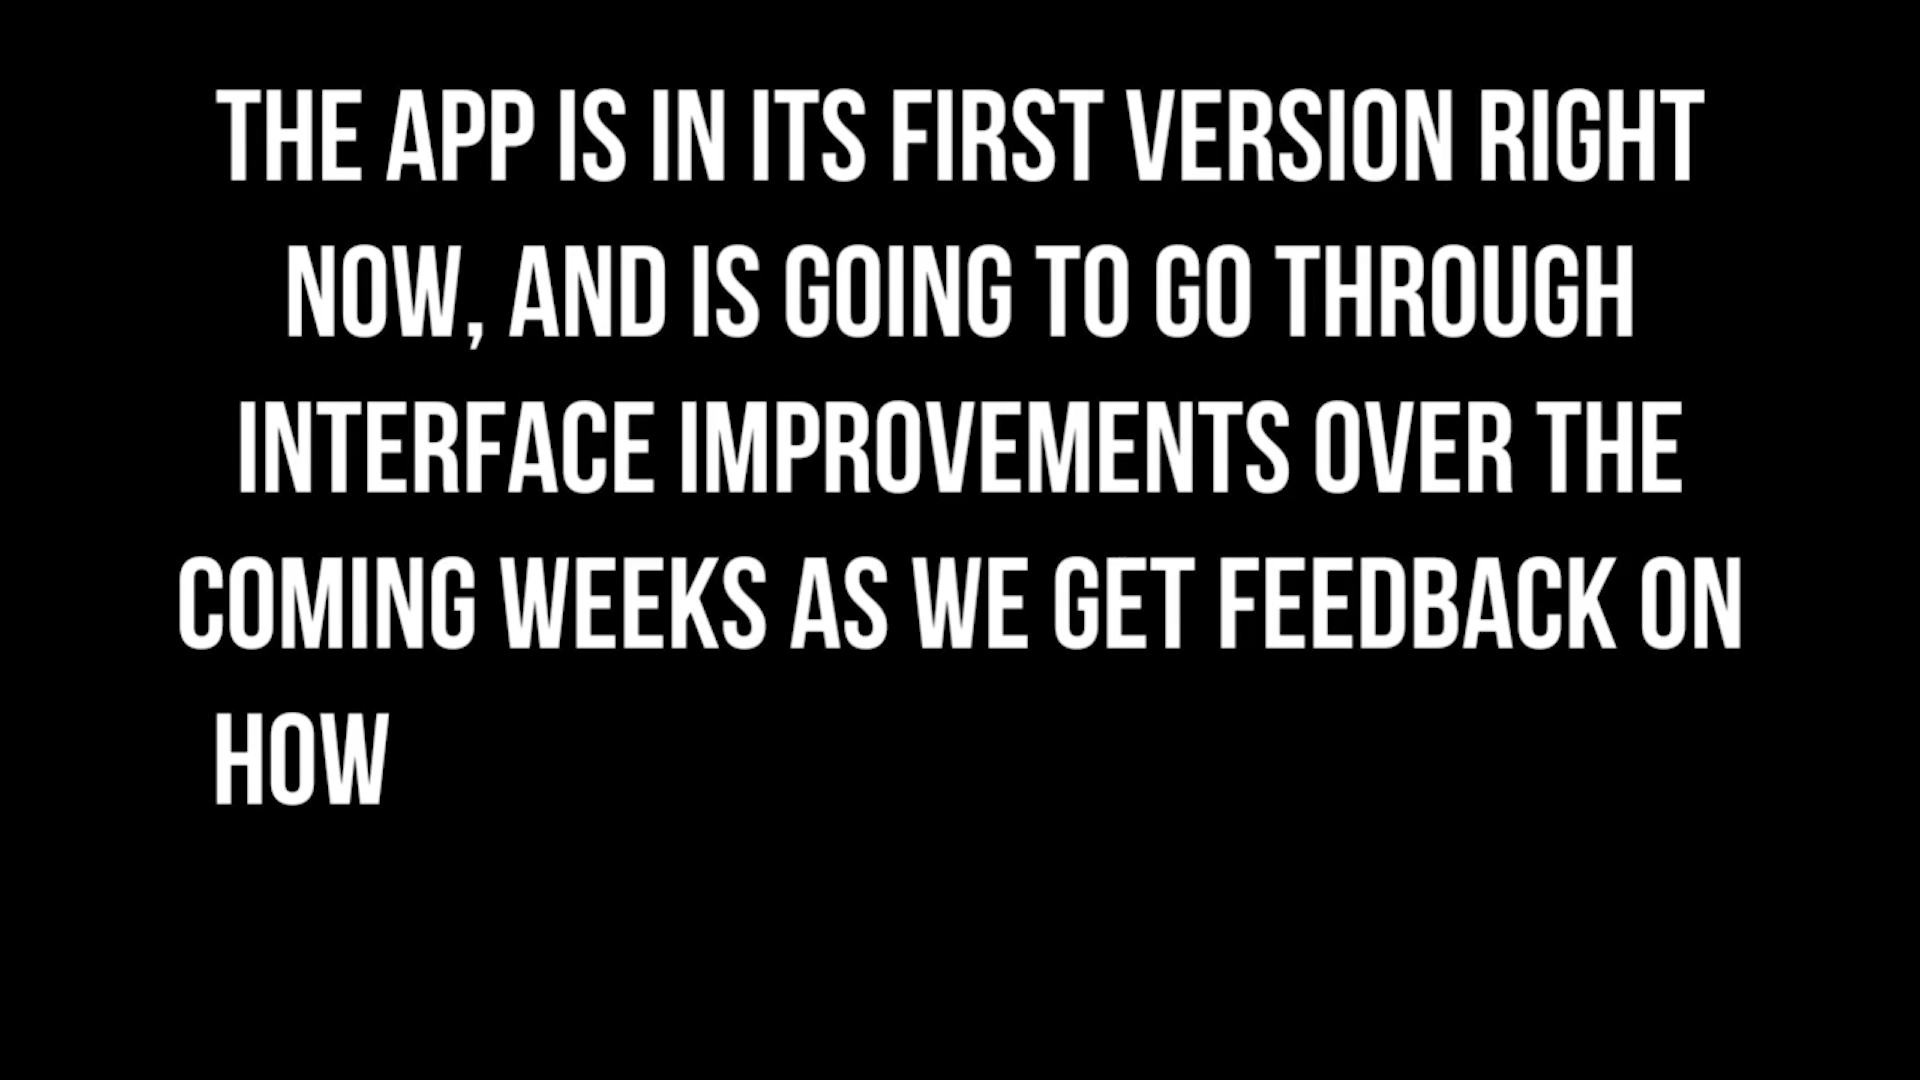 THE APP IS IN ITS FIRST VERSION RIGHT
NOW, AND IS GOING TO GO THROUGH
INTERFACE IMPROVEMENTS OVER THE
COMING WEEKS AS WE GET FEEDBACK ON
HOW